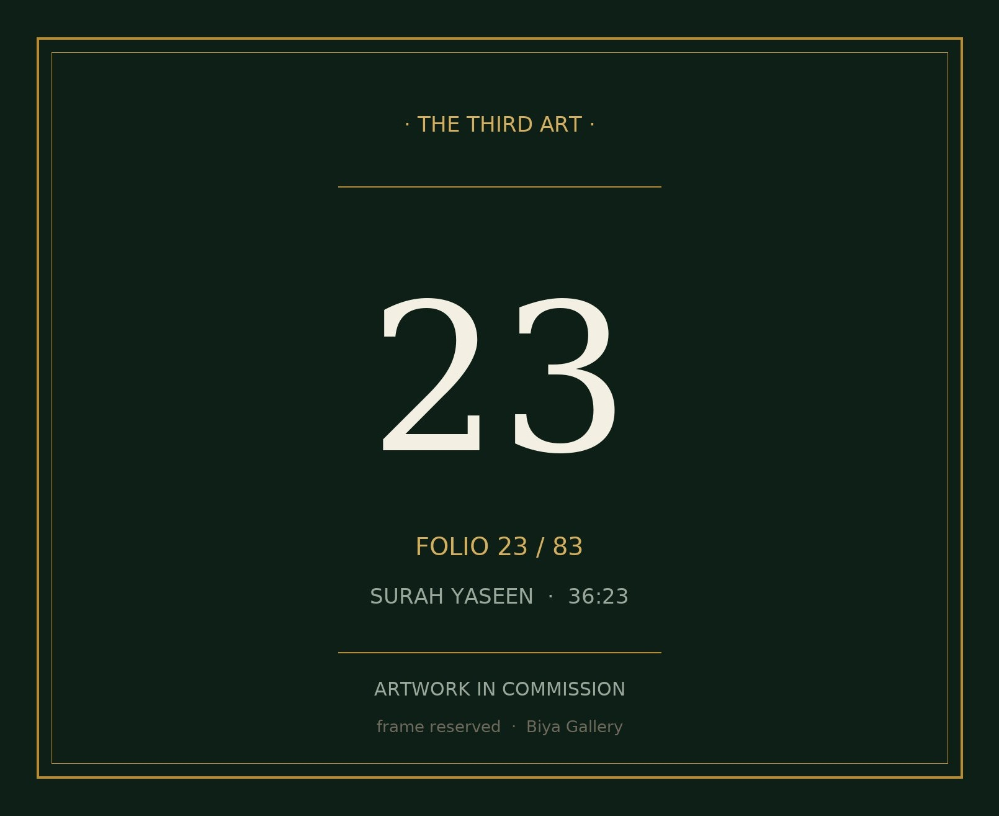 · THE THIRD ART ·
23
FOLIO 23 / 83
SURAH YASEEN · 36:23
ARTWORK IN COMMISSION
frame reserved · Biya Gallery